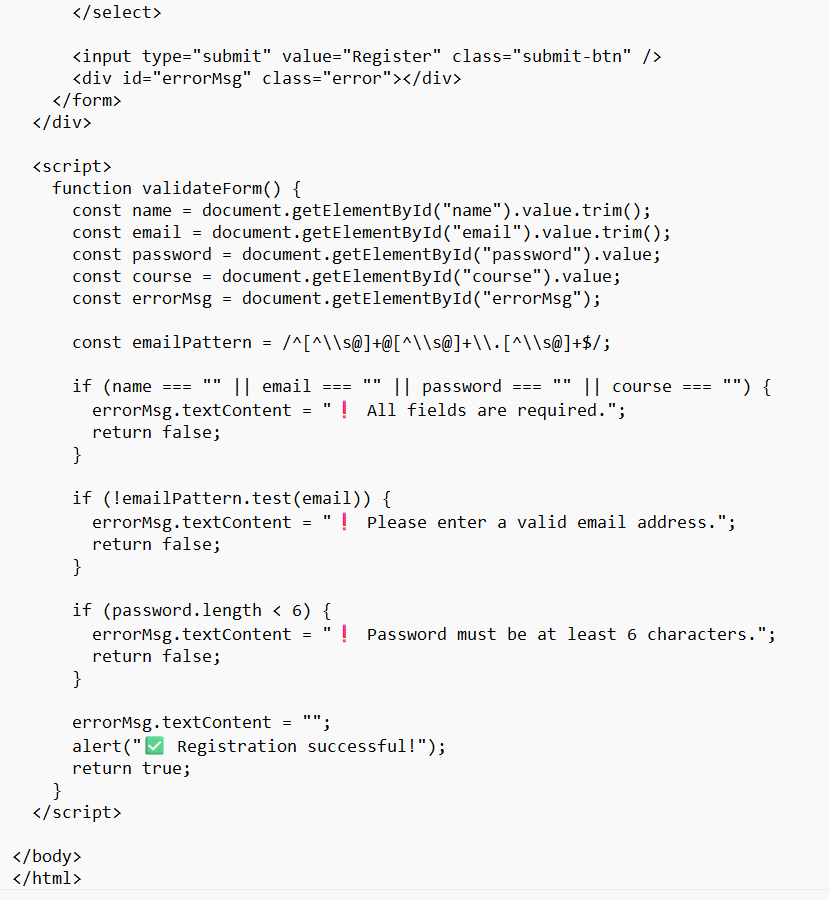 </select>
<input type="submit" value="Register" class="submit-btn" />
<div id="errorMsg" class="error"></div>
</form>
</div>
<script>
function validateForm() {
const name = document.getElementById("name").value.trim();
const email = document.getElementById("email").value.trim();
const password = document.getElementById("password").value;
const course = document.getElementById("course").value;
const errorMsg = document.getElementById("errorMsg");
const emailPattern = /^[^\\s@]+@[^\\s@]+\\.[^\\s@]+$/;
if (name === "" || email === "" || password === "" || course === "") {
errorMsg.textContent = "❗ All fields are required.";
return false;
}
if (!emailPattern.test(email)) {
errorMsg.textContent = "❗ Please enter a valid email address.";
return false;
}
if (password.length < 6) {
errorMsg.textContent = "❗ Password must be at least 6 characters.";
return false;
}
errorMsg.textContent = "";
alert("✅ Registration successful!");
return true;
}
</script>
</body>
</html>